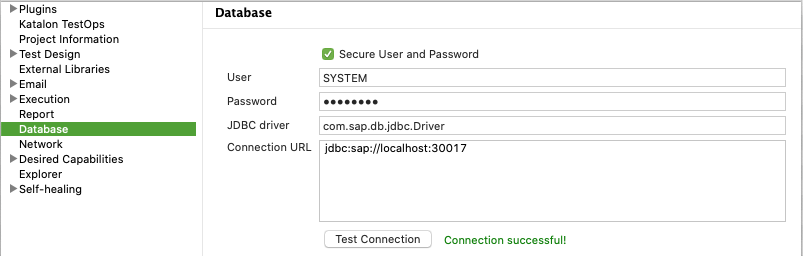 Plugins
Katalon TestOps
Project Information
Test Design
External Libraries
Email
Execution
Report
Database
Network
Desired Capabilities
Explorer
Self-healing
Database
Secure User and Password
User SYSTEM
Password ●●●●●●●●
JDBC driver com.sap.db.jdbc.Driver
Connection URL jdbc:sap://localhost:30017
Test Connection Connection successful!